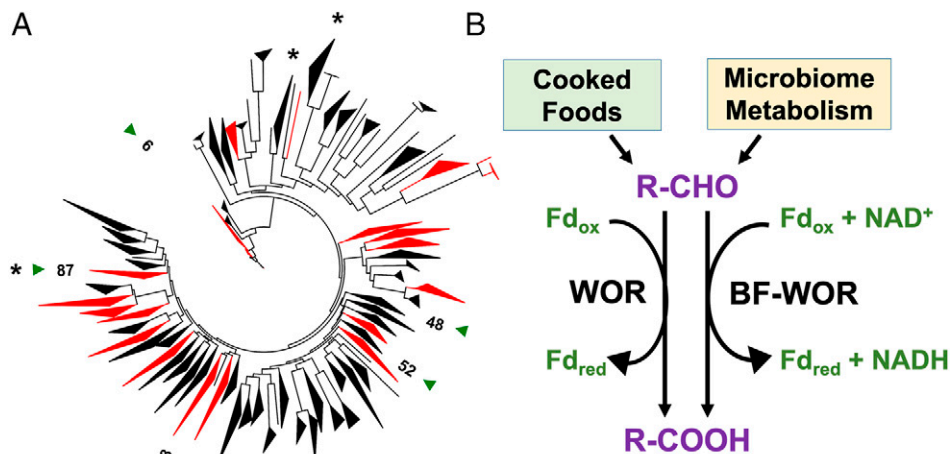 A
*
*
6
* 87
48
52
B
Cooked
Foods
Microbiome
Metabolism
R-CHO
Fdox
Fdox + NAD+
WOR
BF-WOR
Fdred
Fdred + NADH
R-COOH